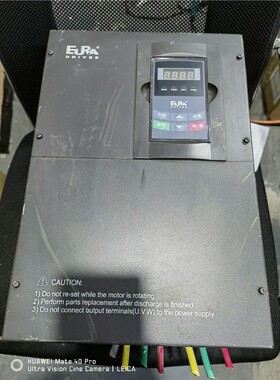 EURA
DRIVES
8888
⚠ CAUTION:
1) Do not re-set while the motor is rotating
2) Perform parts replacement after discharge is finished
3) Do not connect output terminals(U.V.W) to the power supply
HUAWEI Mate 40 Pro
Ultra Vision Cine Camera | LEICA